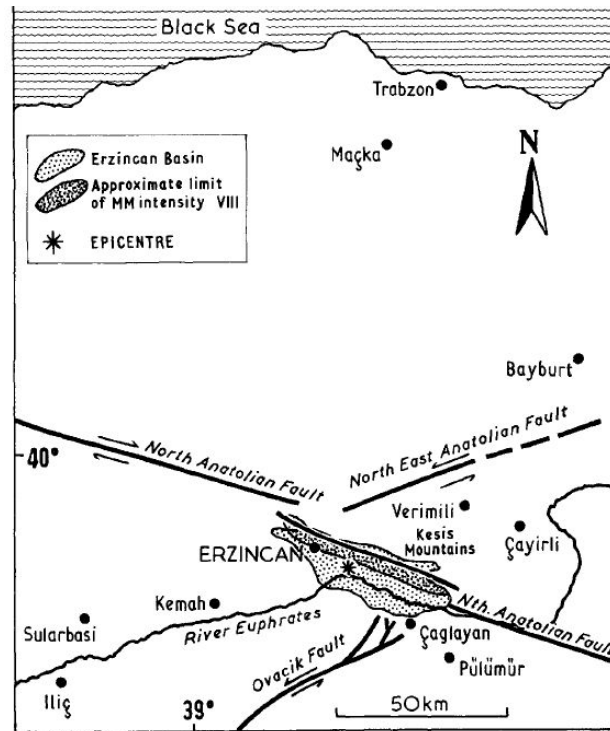 Black Sea
Trabzon
Maçka
N
Erzincan Basin
Approximate limit
of MM intensity VIII
EPICENTRE
Bayburt
40°
North Anatolian Fault
North East Anatolian Fault
Verimili
Kesis
Mountains
Çayirli
ERZINCAN
Kemah
Sularbasi
River Euphrates
Nth. Anatolian Fault
Çaglayan
Pülümür
Ovacik Fault
Iliç
39°
50km